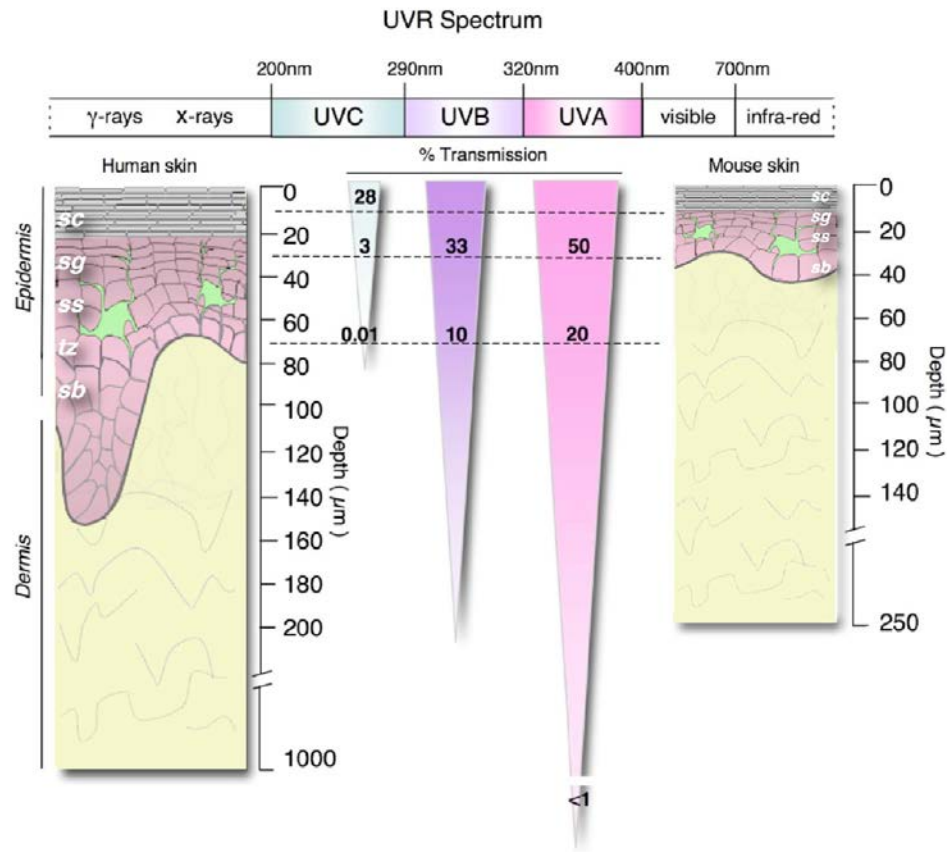 UVR Spectrum
200nm 290nm 320nm 400nm 700nm
γ-rays x-rays UVC UVB UVA visible infra-red
% Transmission
Human skin
Mouse skin
Epidermis
Dermis
sc
sg
ss
tz
sb
0
20
40
60
80
100
120
140
160
180
200
1000
Depth ( μm )
28
3 33 50
0.01 10 20
<1
sc
sg
ss
sb
0
20
40
60
80
100
120
140
250
Depth ( μm )